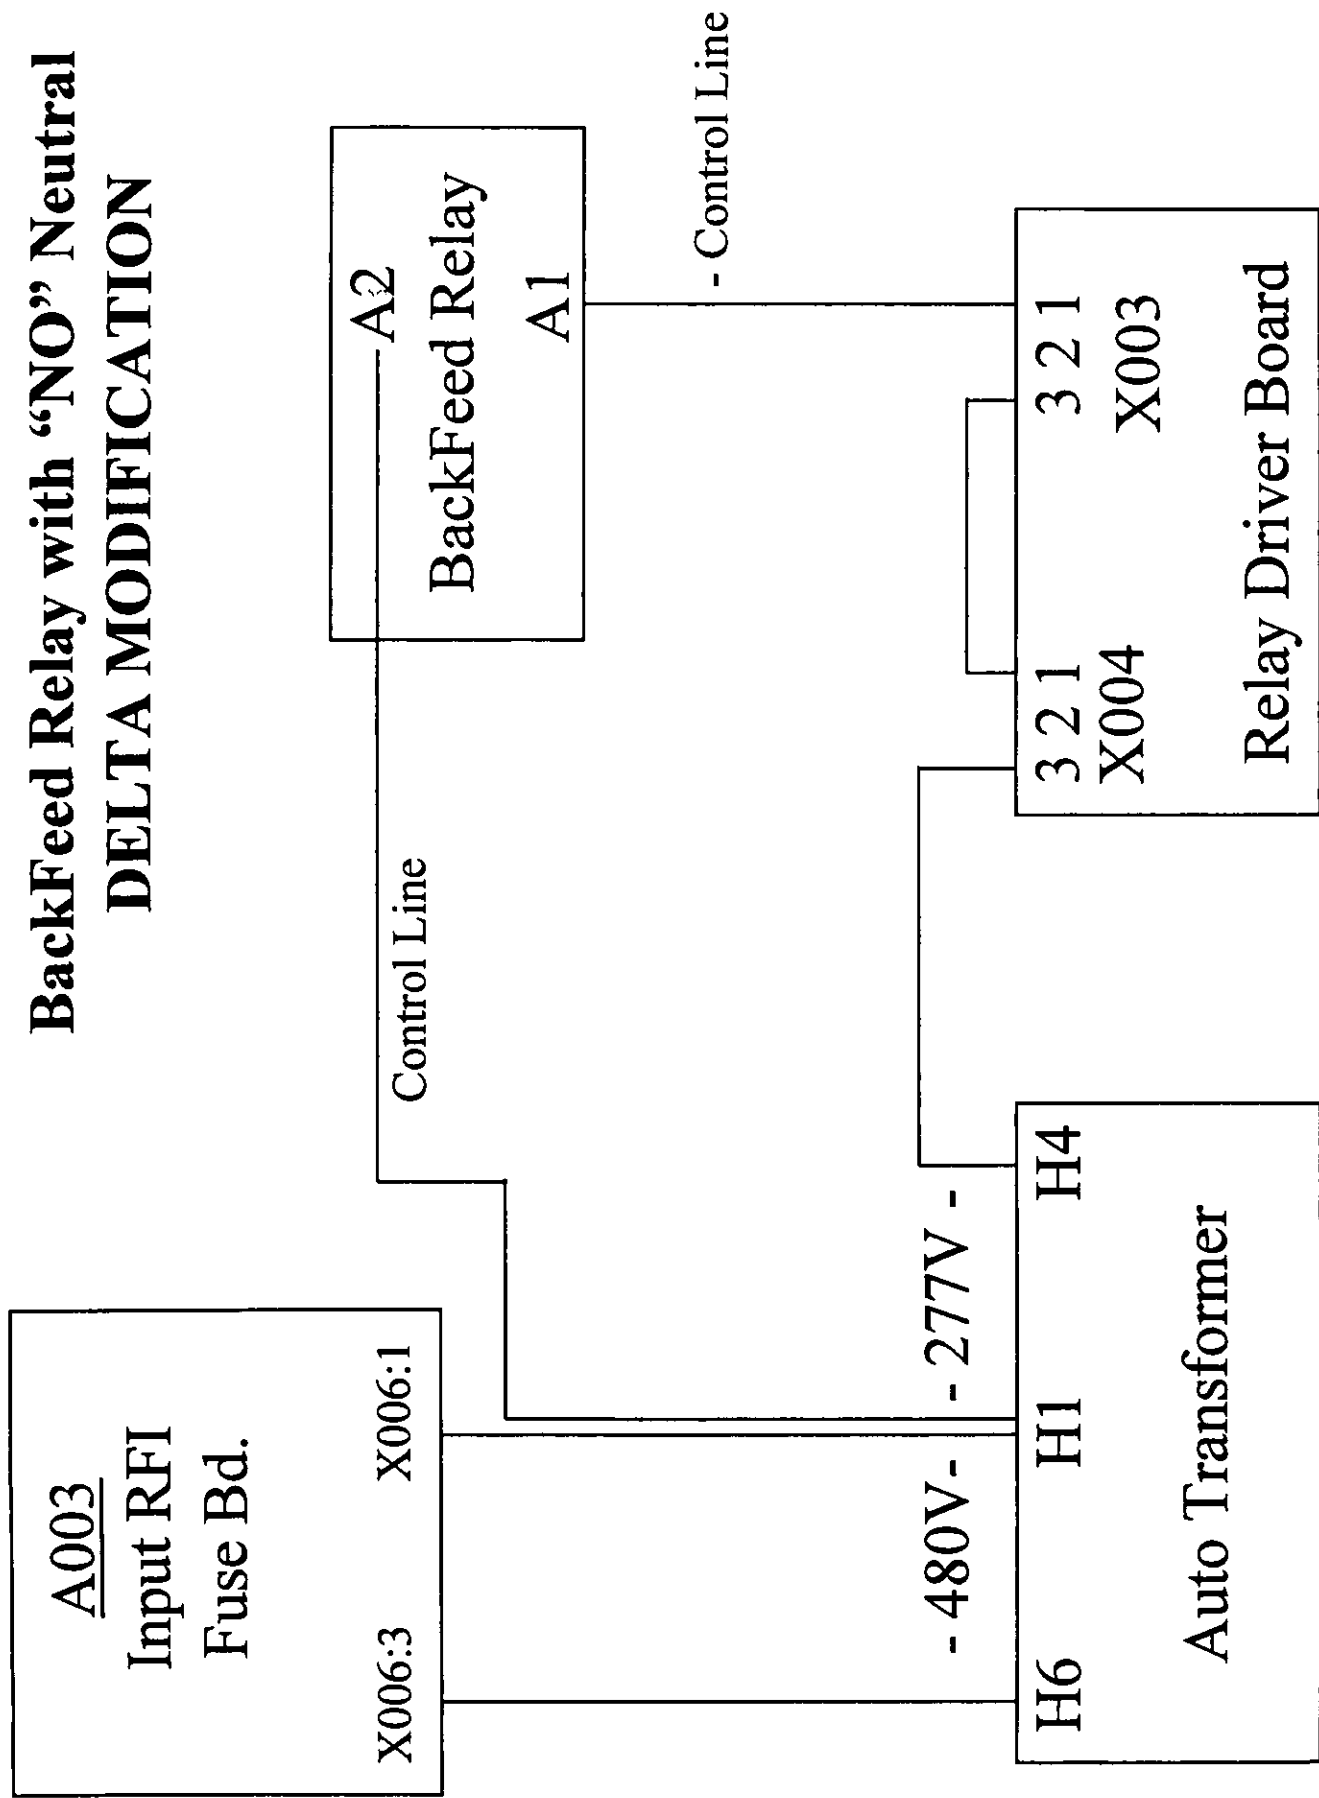 BackFeed Relay with “NO” Neutral
DELTA MODIFICATION
A003
Input RFI
Fuse Bd.
X006:3
X006:1
Control Line
A2
BackFeed Relay
A1
- Control Line
- 480V- - 277V -
H6
H1
H4
Auto Transformer
3 2 1
X004
3 2 1
X003
Relay Driver Board